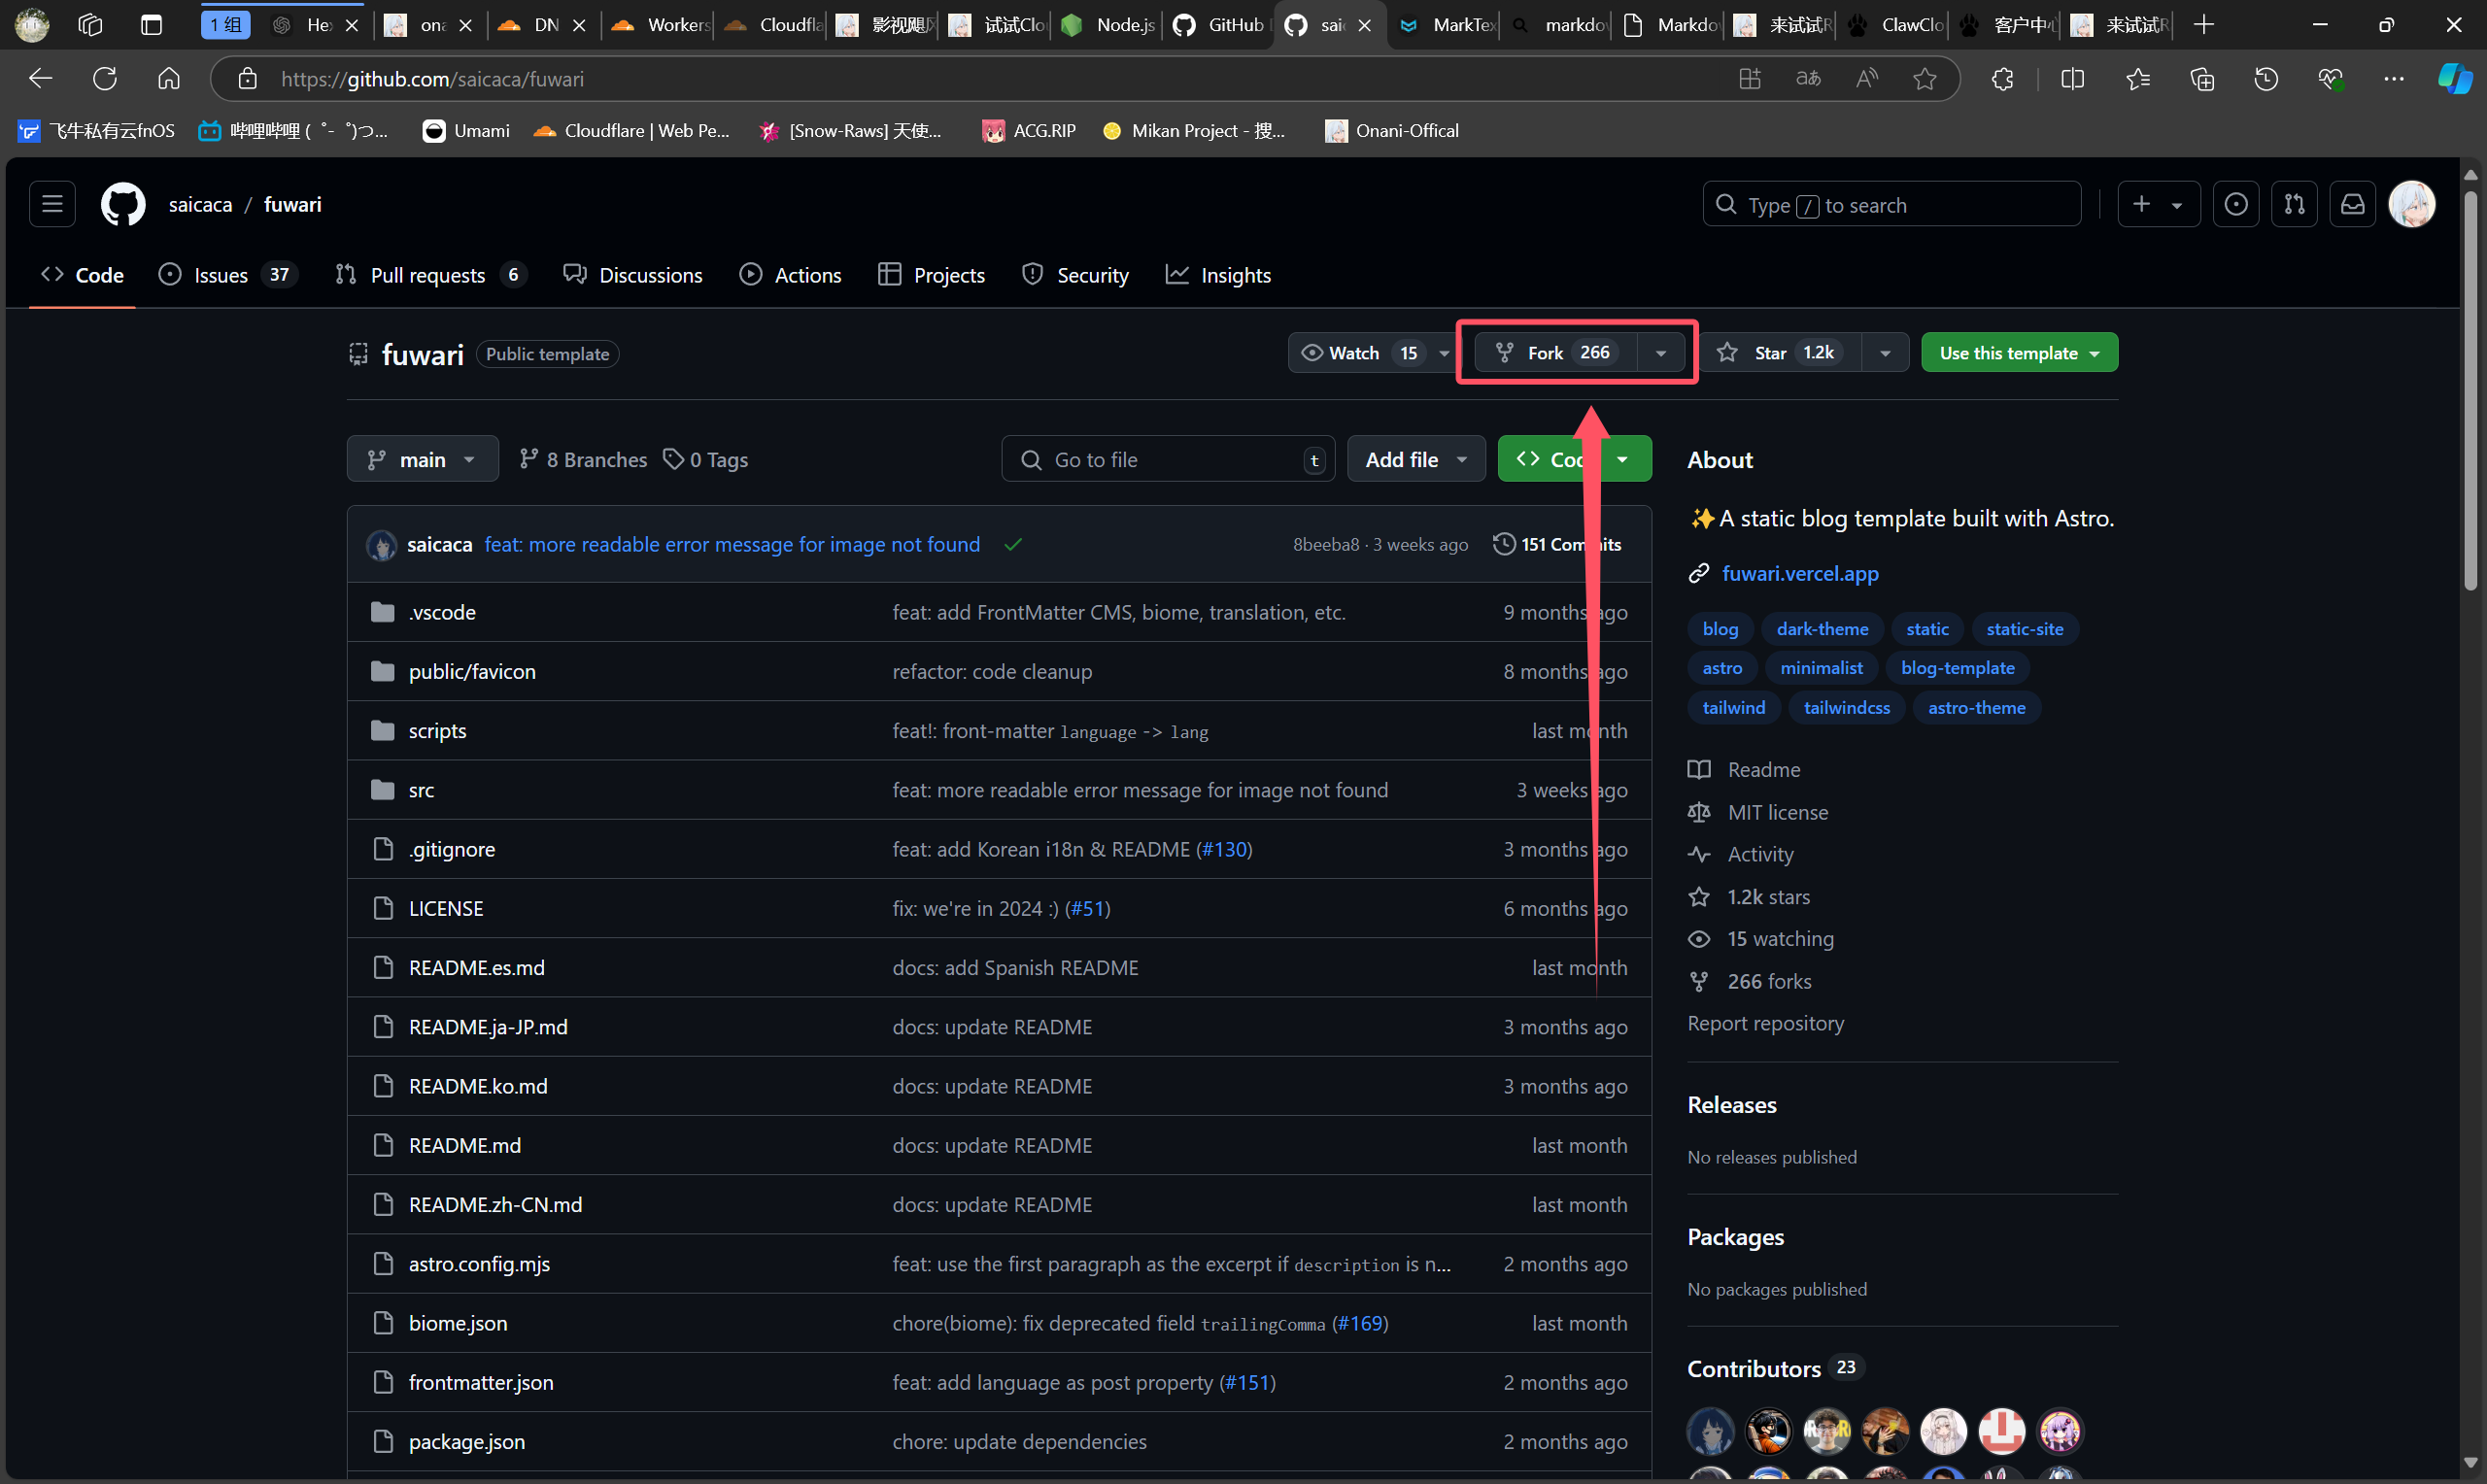 1 组
He
ona
DN
Workers
Cloudfla
影视飓风
试试Clo
Node.js
GitHub
saic
MarkTex
markdov
Markdo
来试试R
ClawClo
客户中心
来试试R
https://github.com/saicaca/fuwari
飞牛私有云fnOS
哔哩哔哩 ( ゜- ゜)つ...
Umami
Cloudflare | Web Pe...
[Snow-Raws] 天使...
ACG.RIP
Mikan Project - 搜...
Onani-Offical
saicaca / fuwari
Type / to search
Code
Issues 37
Pull requests 6
Discussions
Actions
Projects
Security
Insights
fuwari Public template
Watch 15
Fork 266
Star 1.2k
Use this template
main
8 Branches
0 Tags
Go to file t
Add file
Code
saicaca feat: more readable error message for image not found
8beeba8 · 3 weeks ago
151 Commits
.vscode feat: add FrontMatter CMS, biome, translation, etc. 9 months ago
public/favicon refactor: code cleanup 8 months ago
scripts feat!: front-matter language -> lang last month
src feat: more readable error message for image not found 3 weeks ago
.gitignore feat: add Korean i18n & README (#130) 3 months ago
LICENSE fix: we're in 2024 :) (#51) 6 months ago
README.es.md docs: add Spanish README last month
README.ja-JP.md docs: update README 3 months ago
README.ko.md docs: update README 3 months ago
README.md docs: update README last month
README.zh-CN.md docs: update README last month
astro.config.mjs feat: use the first paragraph as the excerpt if description is n... 2 months ago
biome.json chore(biome): fix deprecated field trailingComma (#169) last month
frontmatter.json feat: add language as post property (#151) 2 months ago
package.json chore: update dependencies 2 months ago
About
✨A static blog template built with Astro.
fuwari.vercel.app
blog dark-theme static static-site
astro minimalist blog-template
tailwind tailwindcss astro-theme
Readme
MIT license
Activity
1.2k stars
15 watching
266 forks
Report repository
Releases
No releases published
Packages
No packages published
Contributors 23